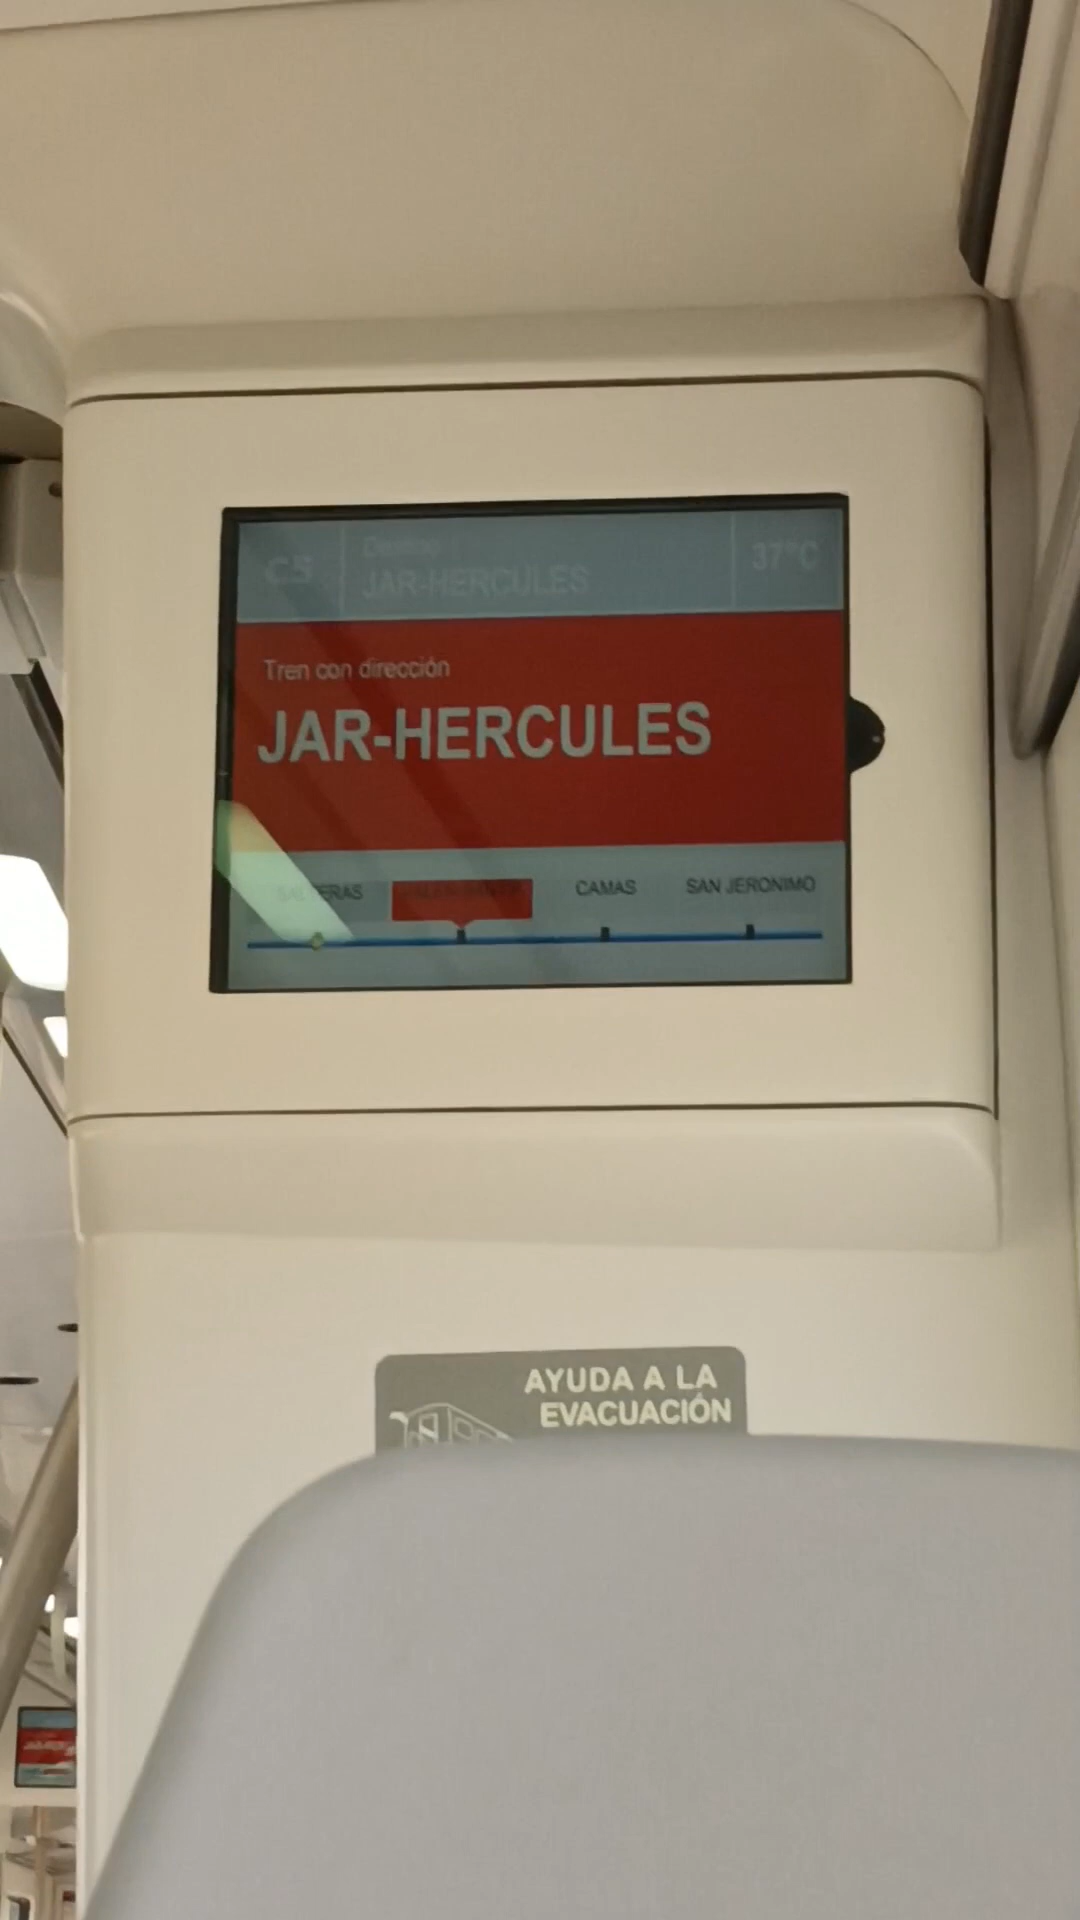 C5
Destino
JAR-HERCULES
37°C
Tren con dirección
JAR-HERCULES
CAMAS
SAN JERONIMO
AYUDA A LA
EVACUACIÓN